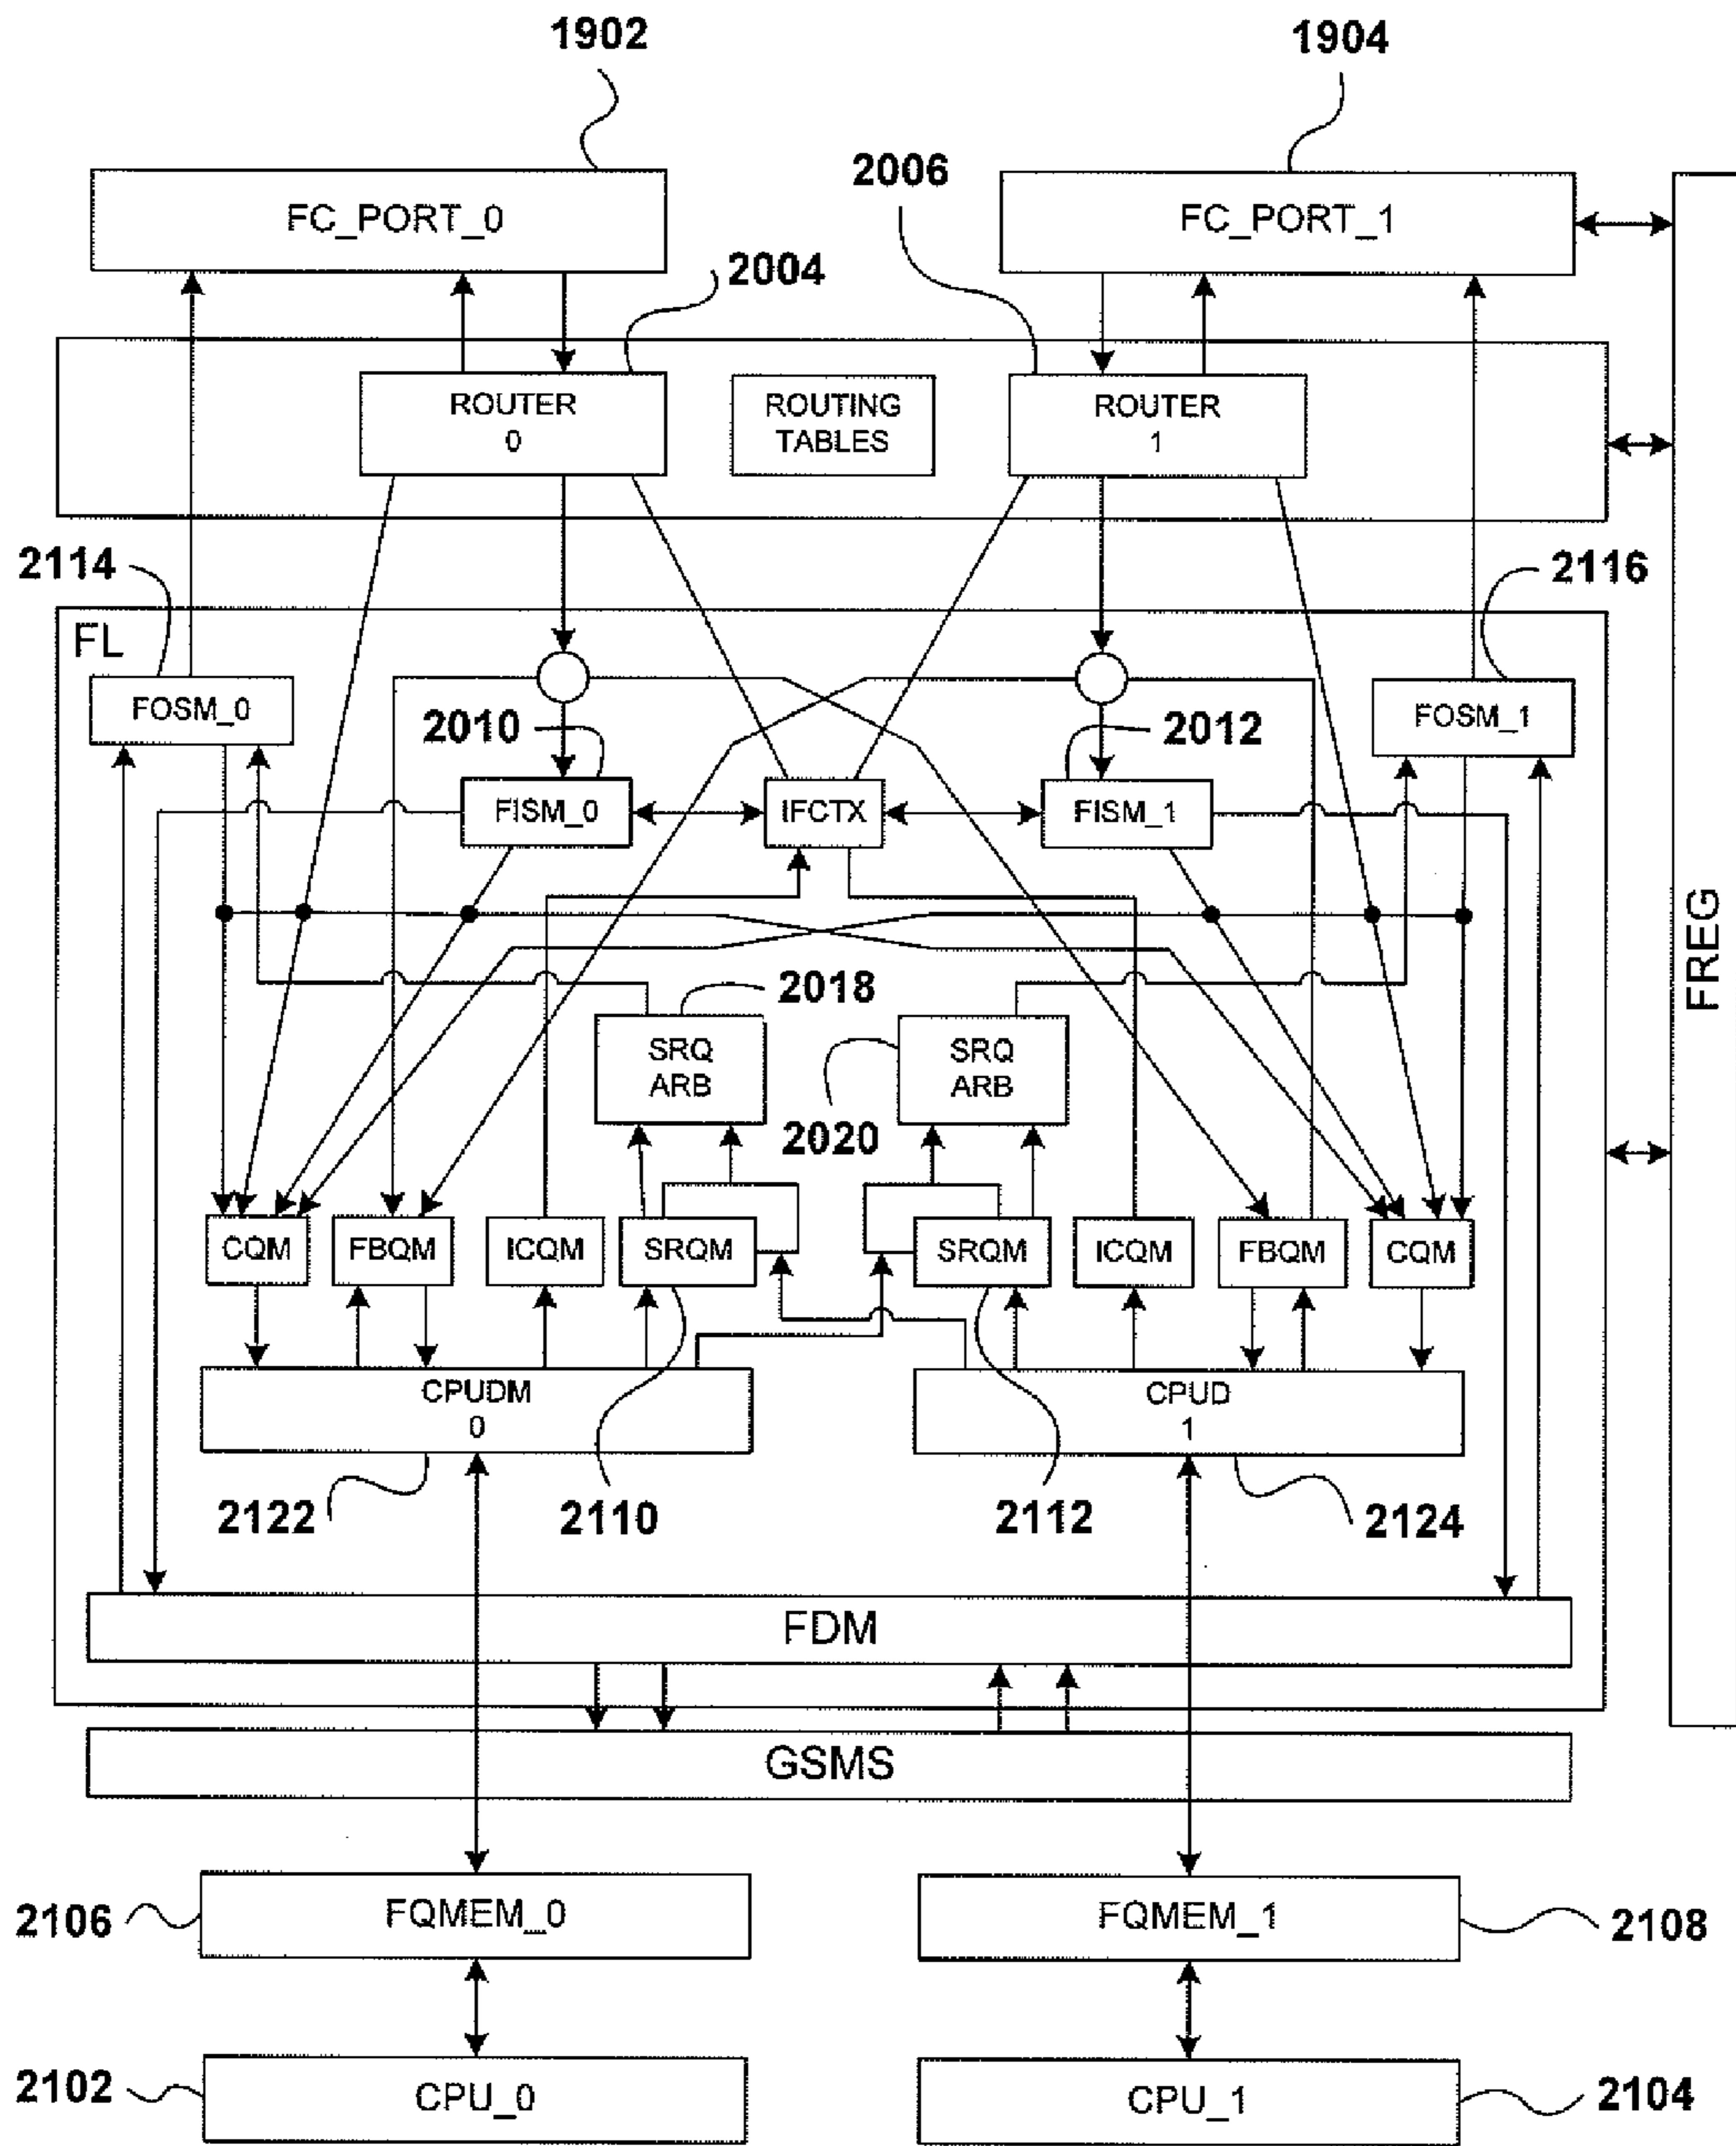 1902
1904
FC_PORT_0
2006
FC_PORT_1
2004
ROUTER
0
ROUTING
TABLES
ROUTER
1
2114
2116
FL
FOSM_0
FOSM_1
2010
2012
FISM_0
IFCTX
FISM_1
FREG
2018
SRQ
ARB
SRQ
ARB
2020
CQM
FBQM
ICQM
SRQM
SRQM
ICQM
FBQM
CQM
CPUDM
0
CPUD
1
2122
2110
2112
2124
FDM
GSMS
2106
FQMEM_0
FQMEM_1
2108
2102
CPU_0
CPU_1
2104